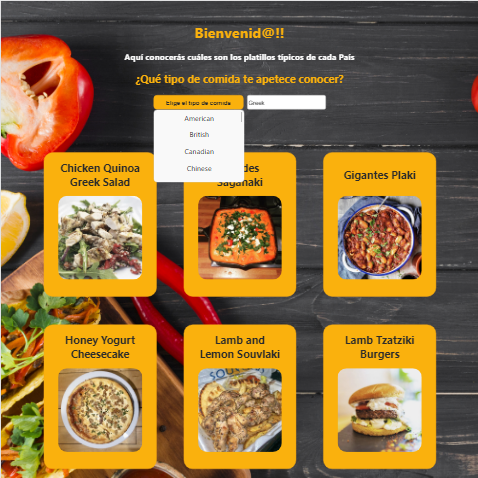 Bienvenid@!!
Aquí conocerás cuáles son los platillos típicos de cada País
¿Qué tipo de comida te apetece conocer?
Elige el tipo de comida
Greek
American
British
Canadian
Chinese
Chicken Quinoa
Greek Salad
des
Saganaki
Gigantes Plaki
Honey Yogurt
Cheesecake
Lamb and
Lemon Souvlaki
Lamb Tzatziki
Burgers